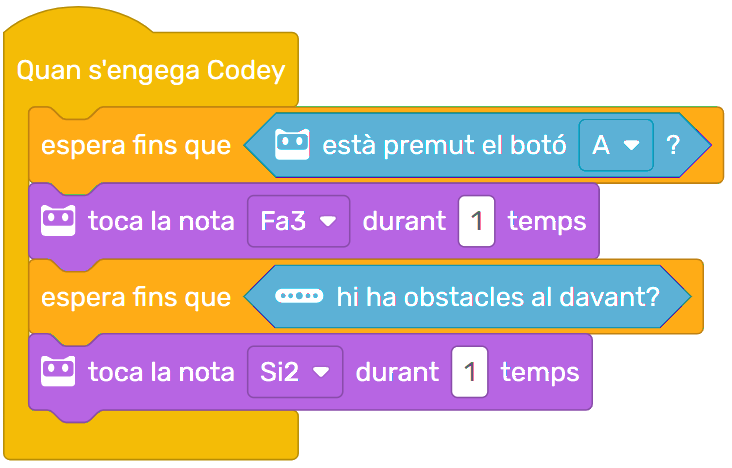 Quan s'engega Codey
espera fins que està premut el botó A ?
toca la nota Fa3 durant 1 temps
espera fins que hi ha obstacles al davant?
toca la nota Si2 durant 1 temps